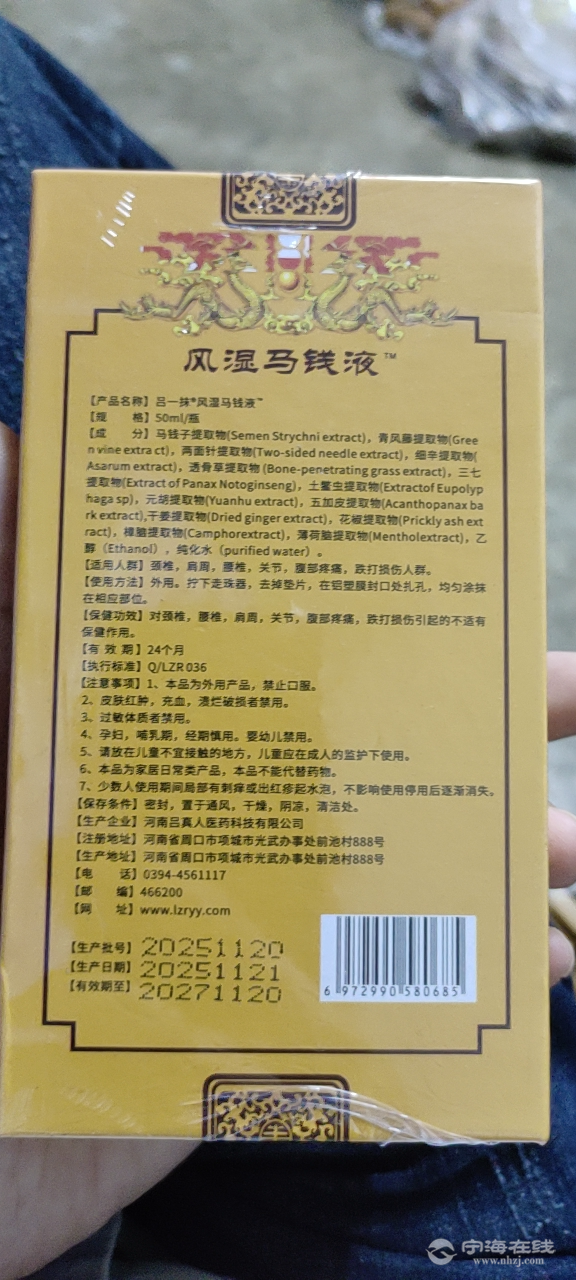 风湿马钱液™
【产品名称】吕一抹®风湿马钱液™
【规　　格】50ml/瓶
【成　　分】马钱子提取物(Semen Strychni extract)，青风藤提取物(Gree
n vine extract)，两面针提取物(Two-sided needle extract)，细辛提取物(
Asarum extract)，透骨草提取物 (Bone-penetrating grass extract)，三七
提取物(Extract of Panax Notoginseng)，土鳖虫提取物(Extractof Eupolyp
haga sp)，元胡提取物(Yuanhu extract)，五加皮提取物(Acanthopanax ba
rk extract),干姜提取物(Dried ginger extract)，花椒提取物(Prickly ash ext
ract)，樟脑提取物(Camphorextract)，薄荷脑提取物(Mentholextract)，乙
醇（Ethanol），纯化水（purified water）。
【适用人群】颈椎，肩周，腰椎，关节，腹部疼痛，跌打损伤人群。
【使用方法】外用。拧下走珠器，去掉垫片，在铝塑膜封口处扎孔，均匀涂抹
在相应部位。
【保健功效】对颈椎，腰椎，肩周，关节，腹部疼痛，跌打损伤引起的不适有
保健作用。
【有 效 期】24个月
【执行标准】Q/LZR 036
【注意事项】1、本品为外用产品，禁止口服。
2、皮肤红肿，充血，溃烂破损者禁用。
3、过敏体质者禁用。
4、孕妇，哺乳期，经期慎用。婴幼儿禁用。
5、请放在儿童不宜接触的地方，儿童应在成人的监护下使用。
6、本品为家居日常类产品，本品不能代替药物。
7、少数人使用期间局部有刺痒或出红疹起水泡，不影响使用停用后逐渐消失。
【保存条件】密封，置于通风，干燥，阴凉，清洁处。
【生产企业】河南吕真人医药科技有限公司
【注册地址】河南省周口市项城市光武办事处前池村888号
【生产地址】河南省周口市项城市光武办事处前池村888号
【电　　话】0394-4561117
【邮　　编】466200
【网　　址】www.lzryy.com
【生产批号】20251120
【生产日期】20251121
【有效期至】20271120
6 972990 580685
宁海在线
www.nhzj.com